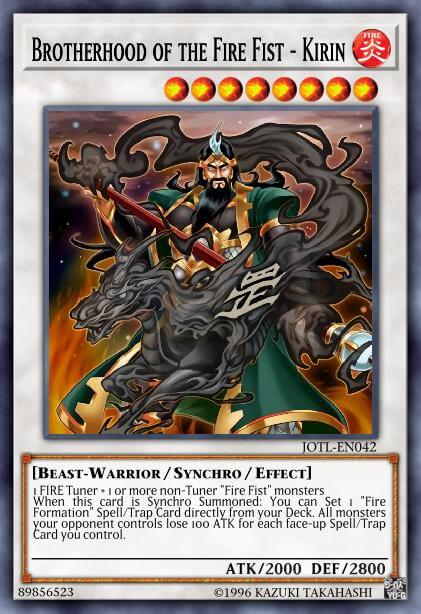 BROTHERHOOD OF THE FIRE FIST - KIRIN
FIRE
炎
JOTL-EN042
[BEAST-WARRIOR / SYNCHRO / EFFECT]
1 FIRE Tuner + 1 or more non-Tuner "Fire Fist" monsters
When this card is Synchro Summoned: You can Set 1 "Fire
Formation" Spell/Trap Card directly from your Deck. All monsters
your opponent controls lose 100 ATK for each face-up Spell/Trap
Card you control.
ATK/2000 DEF/2800
89856523
©1996 KAZUKI TAKAHASHI